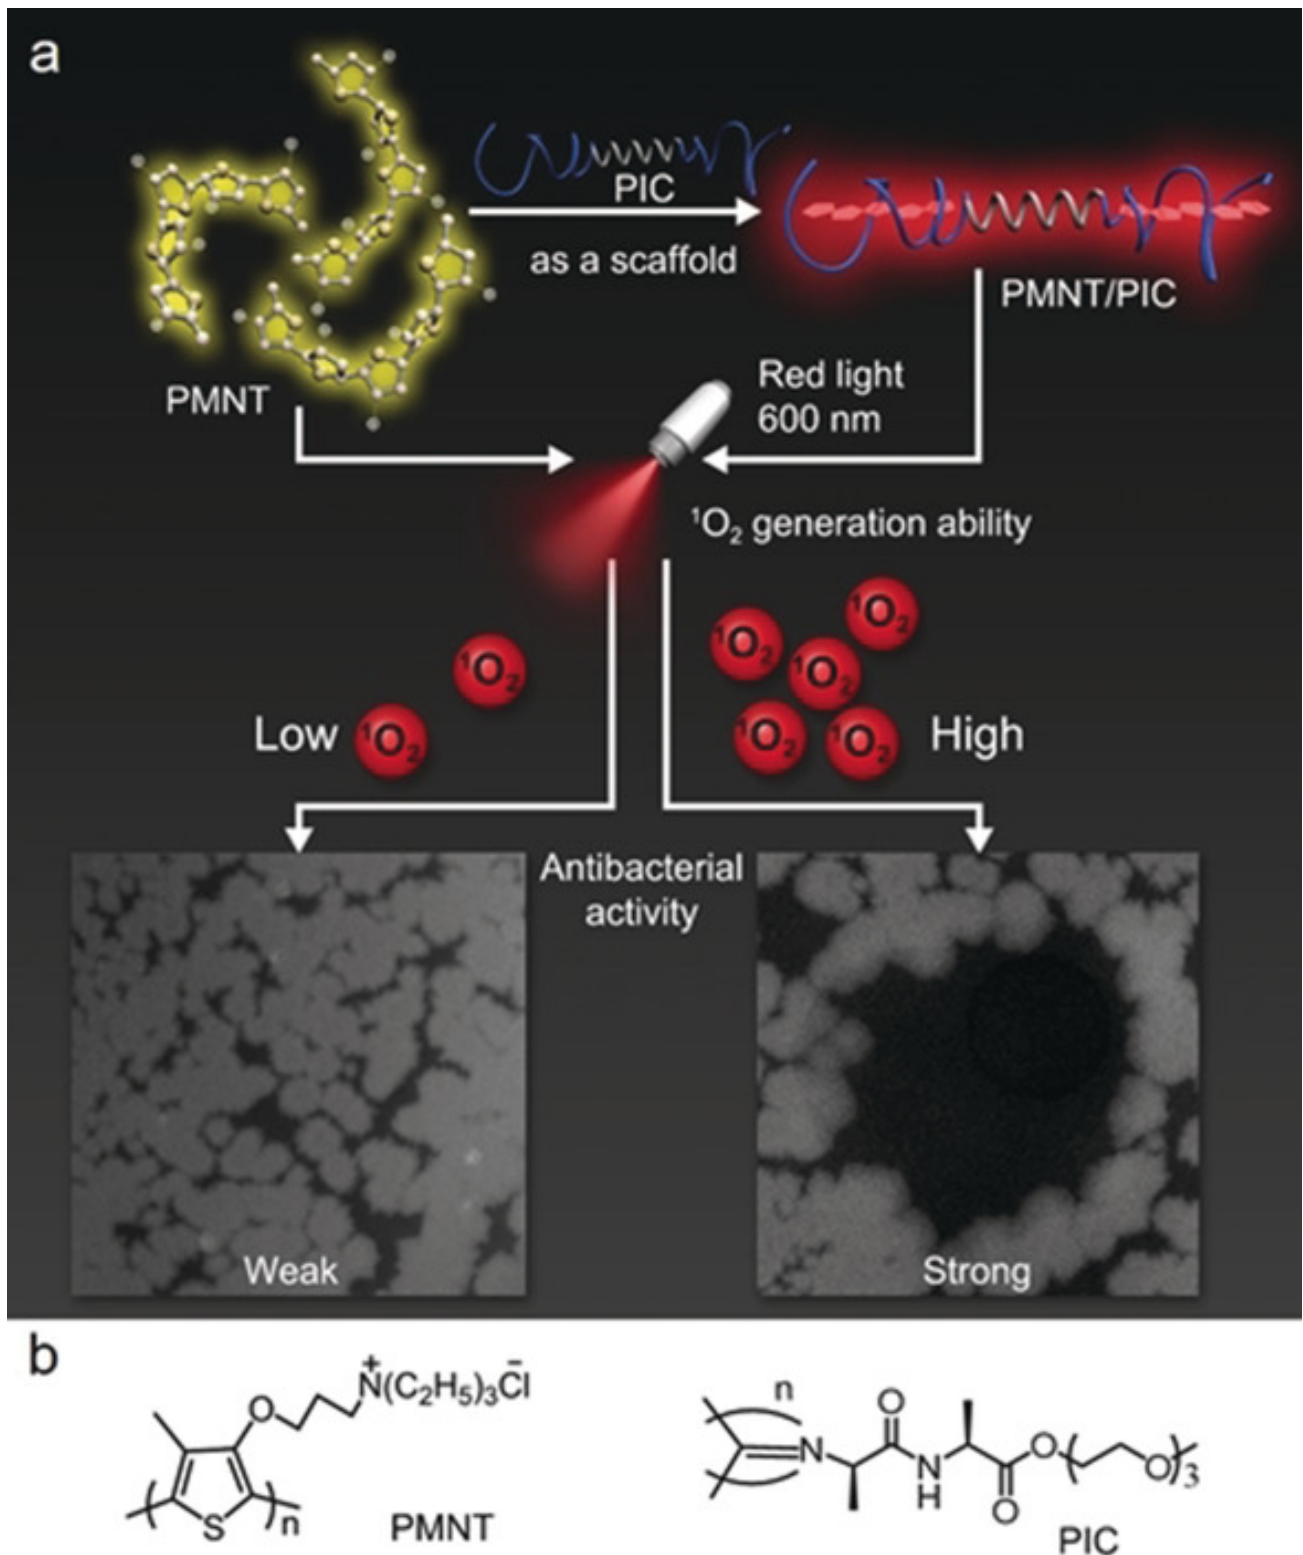 a
PIC
as a scaffold
PMNT/PIC
PMNT
Red light
600 nm
¹O₂ generation ability
¹O₂
¹O₂
¹O₂
¹O₂
¹O₂
¹O₂
¹O₂
Low
High
Antibacterial
activity
Weak
Strong
b
N⁺(C₂H₅)₃Cl⁻
O
S
n
PMNT
n
N
O
N
H
O
O
O
3
PIC